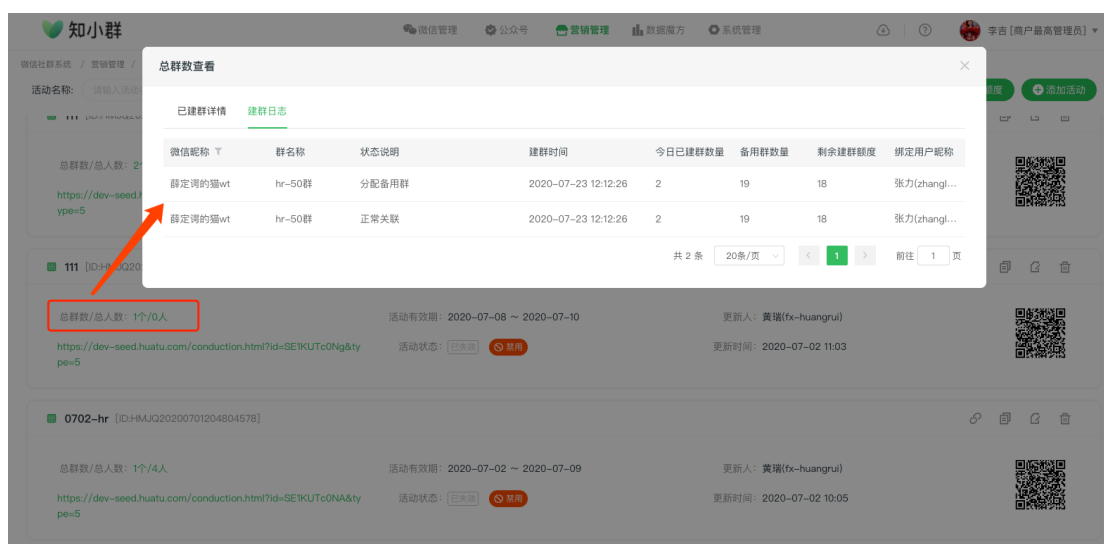 知小群
微信管理 公众号 营销管理 数据魔方 系统管理 李吉 [商户最高管理员]
微信社群系统 / 营销管理 /
总群数查看
活动名称: 请输入活动 添加活动
已建群详情 建群日志
微信昵称 群名称 状态说明 建群时间 今日已建群数量 备用群数量 剩余建群额度 绑定用户昵称
总群数/总人数: 2
薛定谔的猫wt hr-50群 分配备用群 2020-07-23 12:12:26 2 19 18 张力(zhangl...
https://dev-seed.h
ype=5
薛定谔的猫wt hr-50群 正常关联 2020-07-23 12:12:26 2 19 18 张力(zhangl...
共 2 条 20条/页 1 前往 1 页
111
总群数/总人数: 1个/0人 活动有效期: 2020-07-08 ~ 2020-07-10 更新人: 黄瑞(fx-huangrui)
https://dev-seed.huatu.com/conduction.html?id=SE1KUTc0Ng&ty 活动状态: 已失效 禁用 更新时间: 2020-07-02 11:03
pe=5
0702-hr [ID:HMJQ20200701204804578]
总群数/总人数: 1个/4人 活动有效期: 2020-07-02 ~ 2020-07-09 更新人: 黄瑞(fx-huangrui)
https://dev-seed.huatu.com/conduction.html?id=SE1KUTc0NA&ty 活动状态: 已失效 禁用 更新时间: 2020-07-02 10:05
pe=5